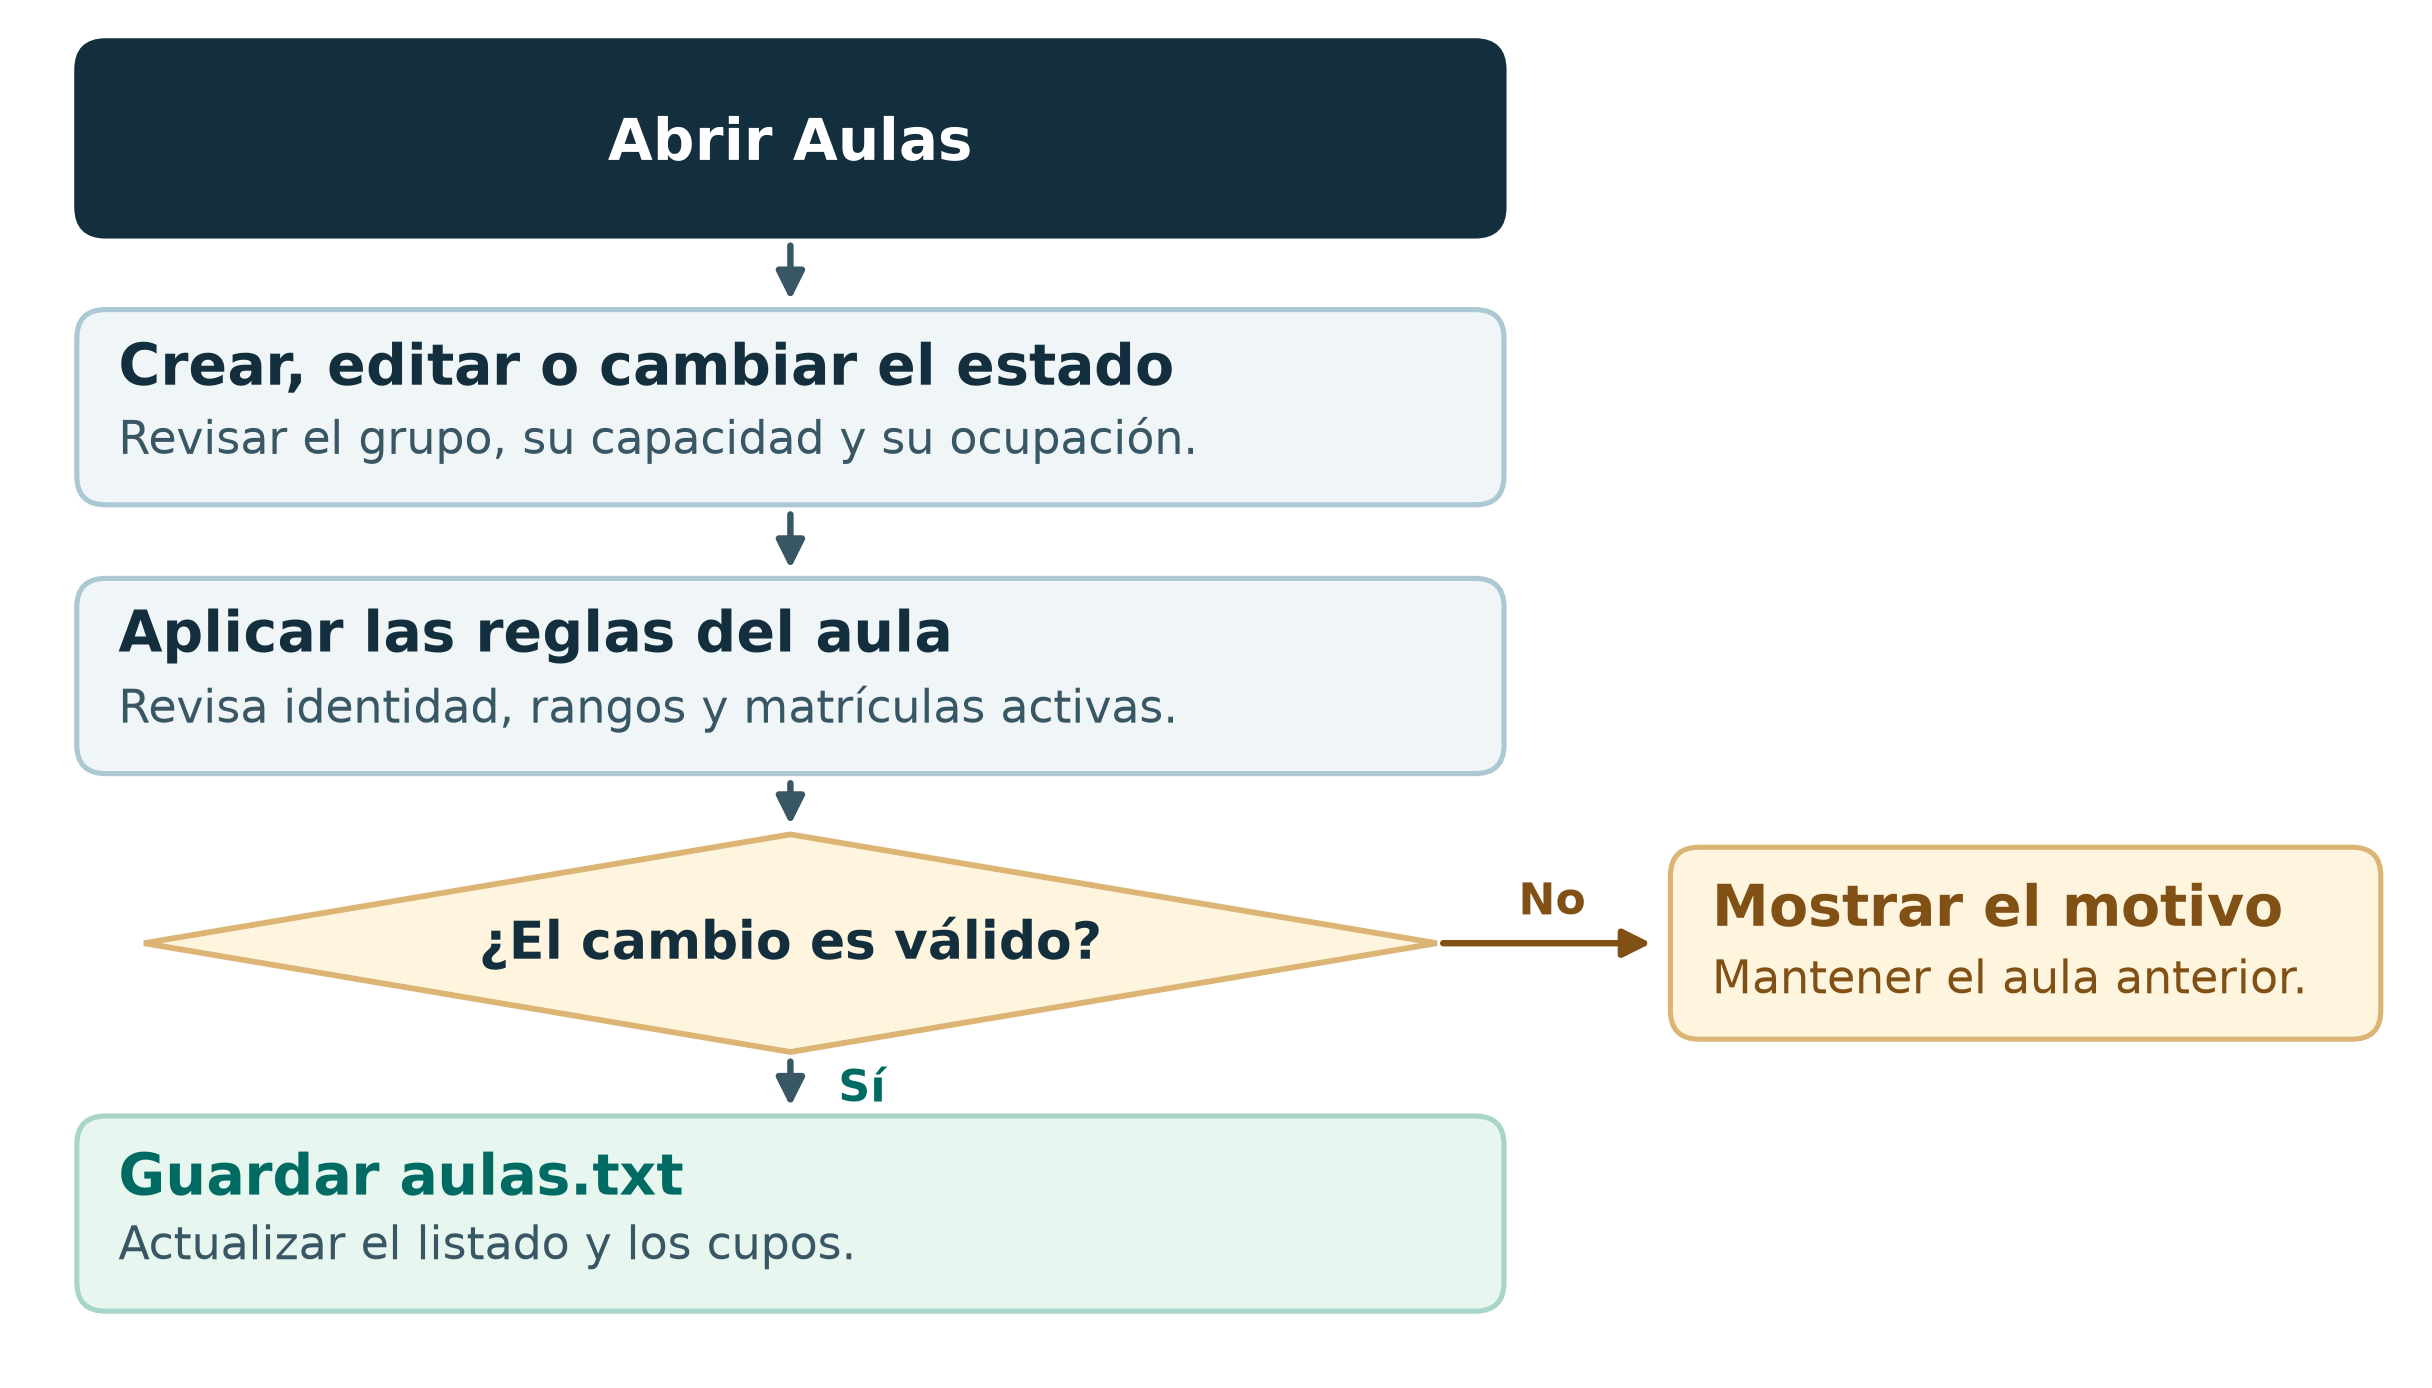 Abrir Aulas
Crear, editar o cambiar el estado
Revisar el grupo, su capacidad y su ocupación.
Aplicar las reglas del aula
Revisa identidad, rangos y matrículas activas.
¿El cambio es válido?
No
Mostrar el motivo
Mantener el aula anterior.
Sí
Guardar aulas.txt
Actualizar el listado y los cupos.